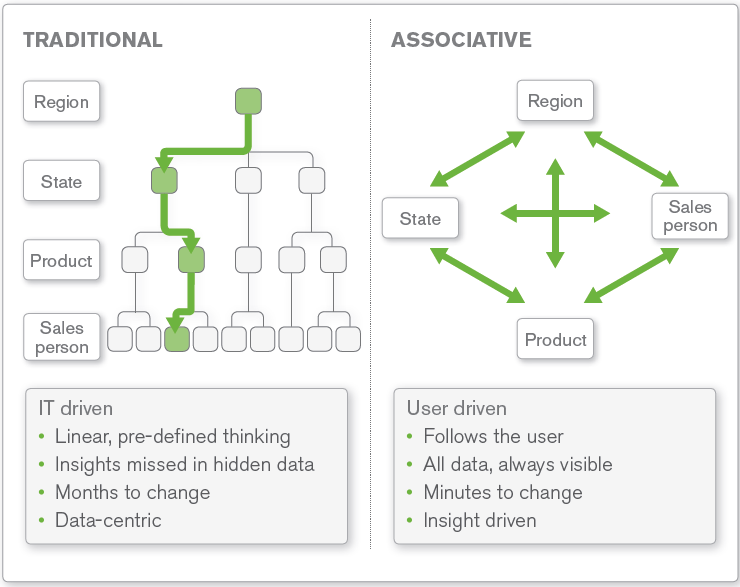 TRADITIONAL
Region
State
Product
Sales
person
IT driven
• Linear, pre-defined thinking
• Insights missed in hidden data
• Months to change
• Data-centric
ASSOCIATIVE
Region
State
Sales
person
Product
User driven
• Follows the user
• All data, always visible
• Minutes to change
• Insight driven